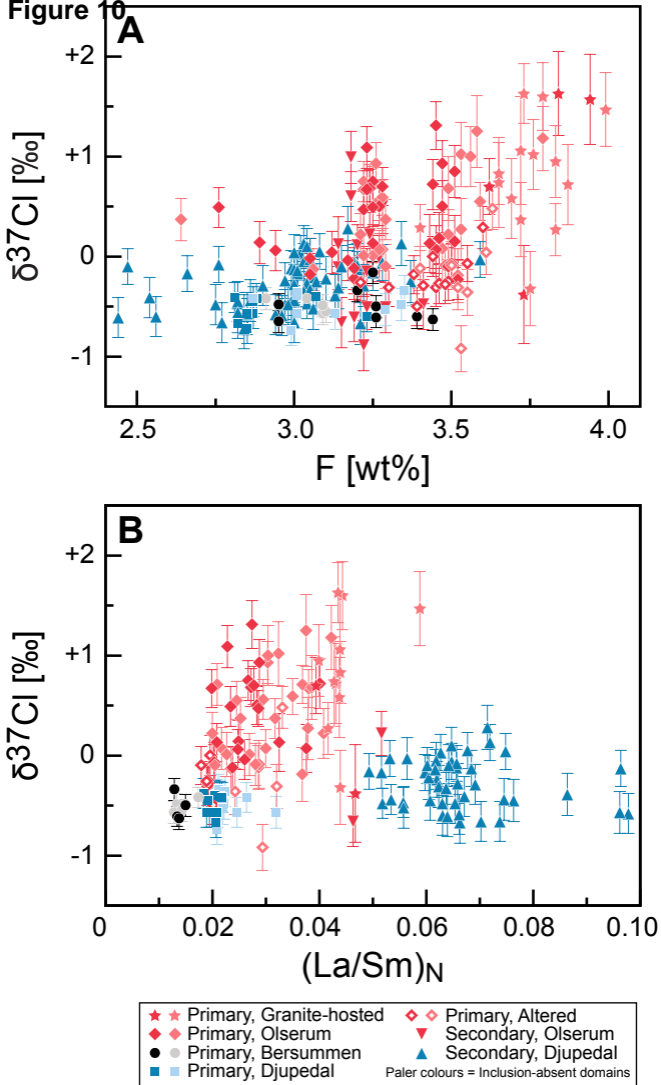 Figure 10
A
+2
+1
0
-1
δ37Cl [‰]
2.5 3.0 3.5 4.0
F [wt%]
B
+2
+1
0
-1
δ37Cl [‰]
0 0.02 0.04 0.06 0.08 0.10
(La/Sm)N
Primary, Granite-hosted
Primary, Olserum
Primary, Bersummen
Primary, Djupedal
Primary, Altered
Secondary, Olserum
Secondary, Djupedal
Paler colours = Inclusion-absent domains